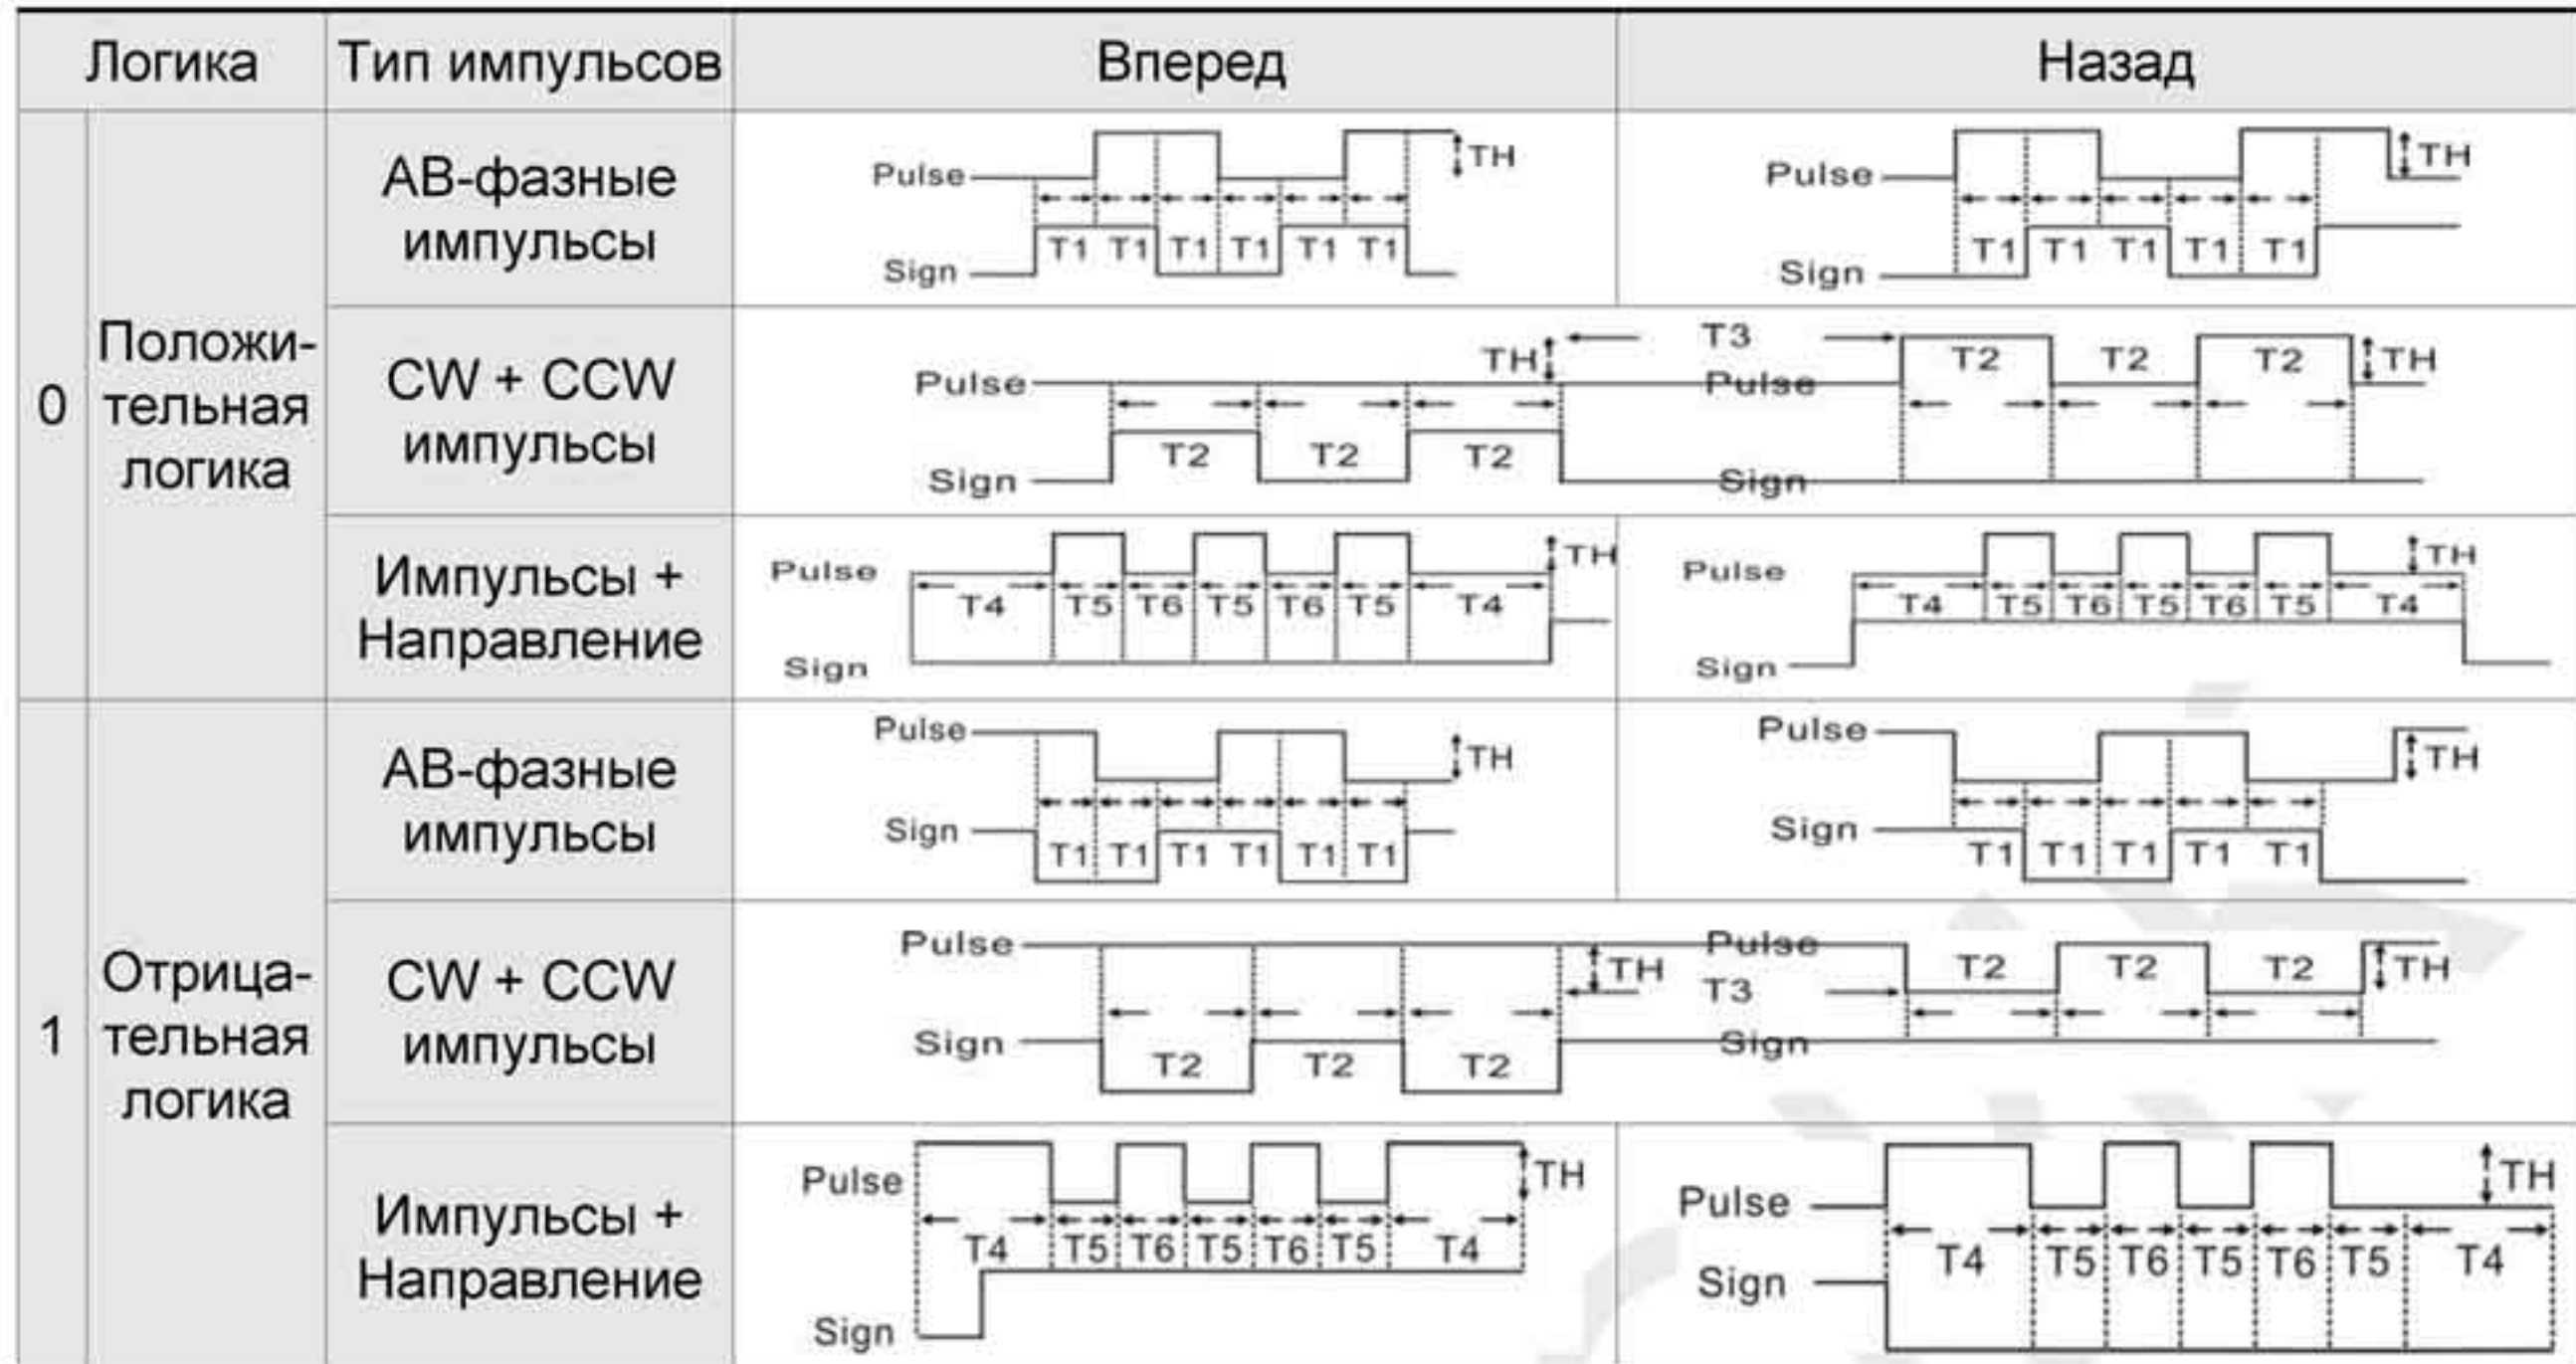 Логика Тип импульсов Вперед Назад
0
Положи-
тельная
логика
АВ-фазные
импульсы
Pulse TH
T1 T1 T1 T1 T1 T1
Sign
Pulse TH
T1 T1 T1 T1 T1
Sign
CW + CCW
импульсы
TH T3
Pulse Pulse T2 T2 T2 TH
T2 T2 T2
Sign Sign
Импульсы +
Направление
Pulse TH
T4 T5 T6 T5 T6 T5 T4
Sign
Pulse TH
T4 T5 T6 T5 T6 T5 T4
Sign
1
Отрица-
тельная
логика
АВ-фазные
импульсы
Pulse TH
Sign
T1 T1 T1 T1 T1 T1
Pulse TH
Sign
T1 T1 T1 T1 T1
CW + CCW
импульсы
Pulse Pulse
TH T3 T2 T2 T2 TH
Sign Sign
T2 T2 T2
Импульсы +
Направление
Pulse TH
T4 T5 T6 T5 T6 T5 T4
Sign
Pulse TH
T4 T5 T6 T5 T6 T5 T4
Sign